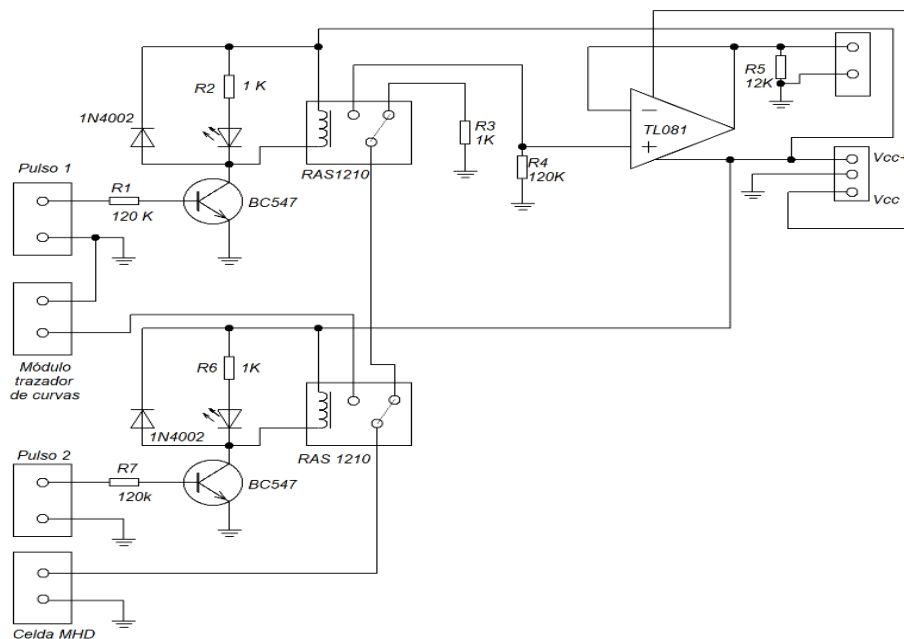 R2
1 K
1N4002
RAS1210
R3
1K
R4
120K
TL081
R5
12K
Vcc+
Vcc
Pulso 1
R1
120 K
BC547
Módulo
trazador
de curvas
R6
1K
1N4002
RAS 1210
Pulso 2
R7
120k
BC547
Celda MHD